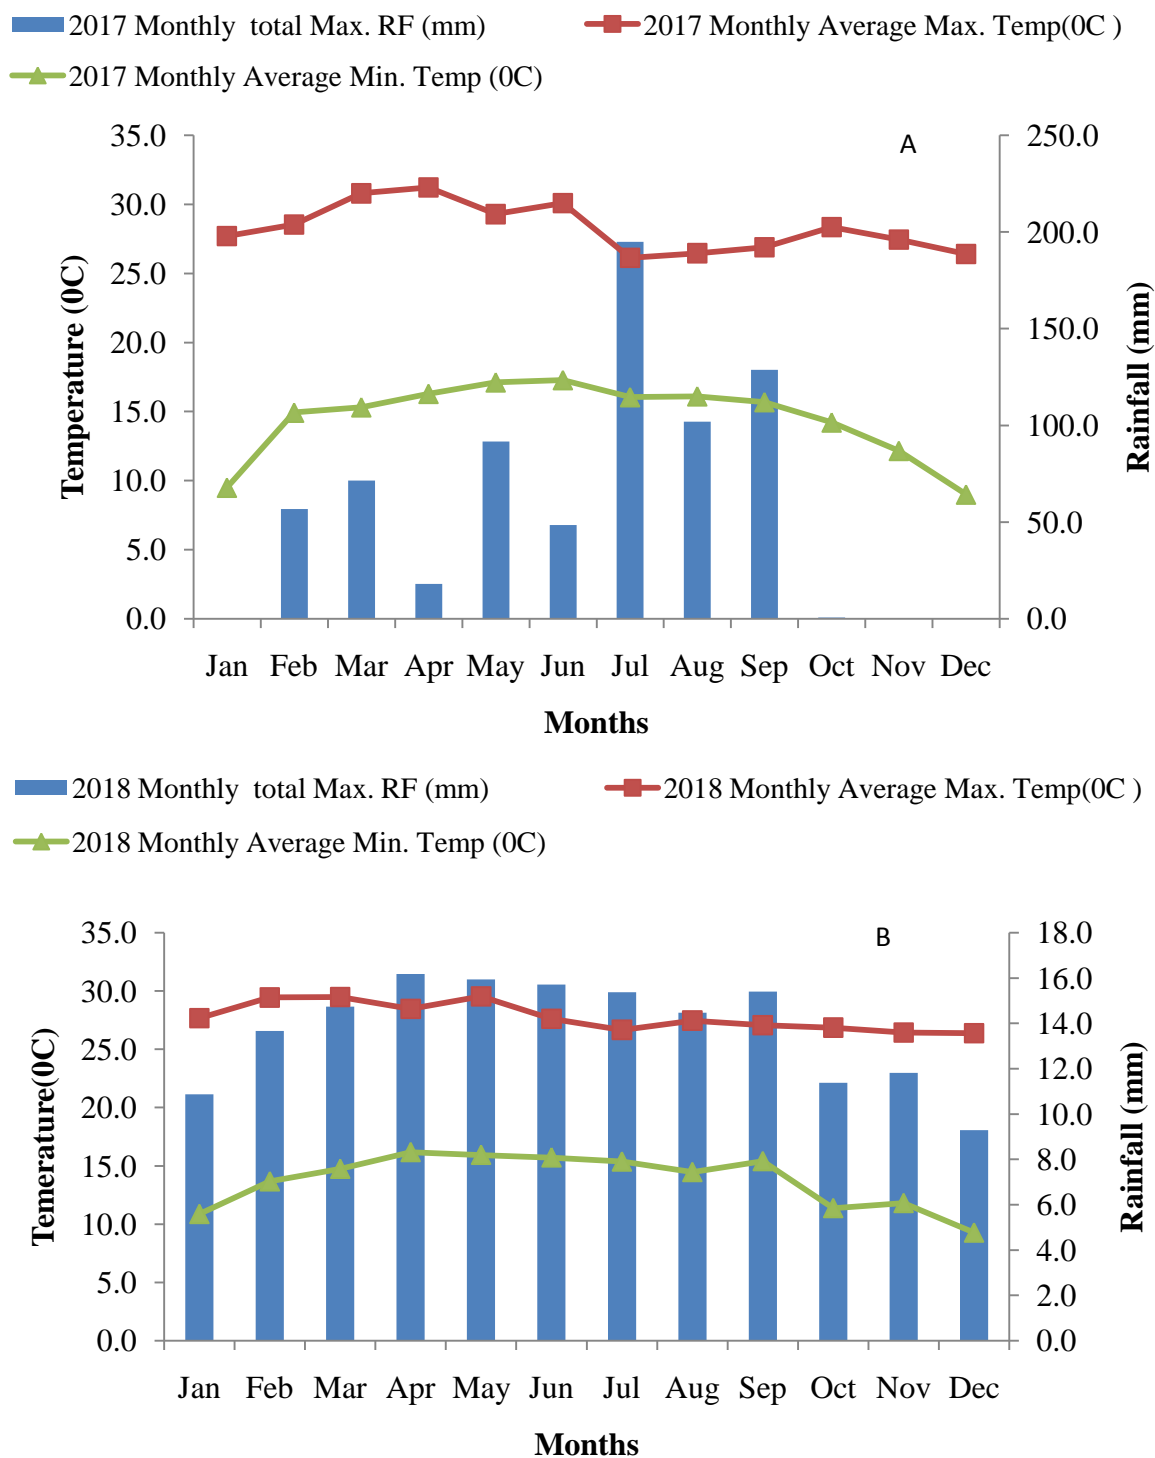 2017 Monthly  total Max. RF (mm) 2017 Monthly Average Max. Temp(0C )
2017 Monthly Average Min. Temp (0C)
A
35.0 250.0
30.0 200.0
25.0 150.0
20.0 100.0
15.0 50.0
10.0 0.0
5.0
0.0
Temperature (0C)
Rainfall (mm)
Jan Feb Mar Apr May Jun Jul Aug Sep Oct Nov Dec
Months
2018 Monthly  total Max. RF (mm) 2018 Monthly Average Max. Temp(0C )
2018 Monthly Average Min. Temp (0C)
B
35.0 18.0
30.0 16.0
25.0 14.0
20.0 12.0
15.0 10.0
10.0 8.0
5.0 6.0
0.0 4.0
2.0
0.0
Temerature(0C)
Rainfall (mm)
Jan Feb Mar Apr May Jun Jul Aug Sep Oct Nov Dec
Months